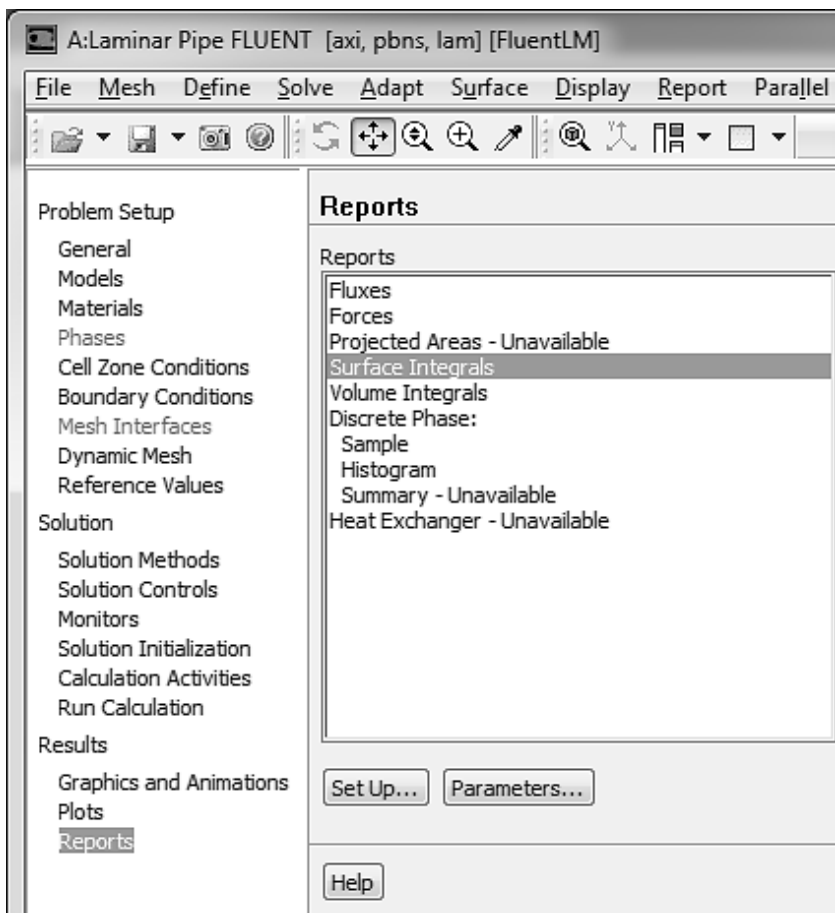 A:Laminar Pipe FLUENT [axi, pbns, lam] [FluentLM]
File Mesh Define Solve Adapt Surface Display Report Parallel
Problem Setup
General
Models
Materials
Phases
Cell Zone Conditions
Boundary Conditions
Mesh Interfaces
Dynamic Mesh
Reference Values
Solution
Solution Methods
Solution Controls
Monitors
Solution Initialization
Calculation Activities
Run Calculation
Results
Graphics and Animations
Plots
Reports
Reports
Reports
Fluxes
Forces
Projected Areas - Unavailable
Surface Integrals
Volume Integrals
Discrete Phase:
Sample
Histogram
Summary - Unavailable
Heat Exchanger - Unavailable
Set Up... Parameters...
Help